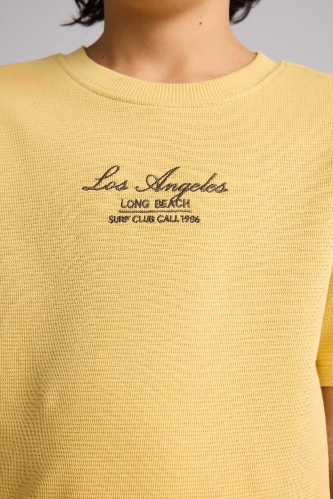 Los Angeles
LONG BEACH
SURF CLUB CALI 1986